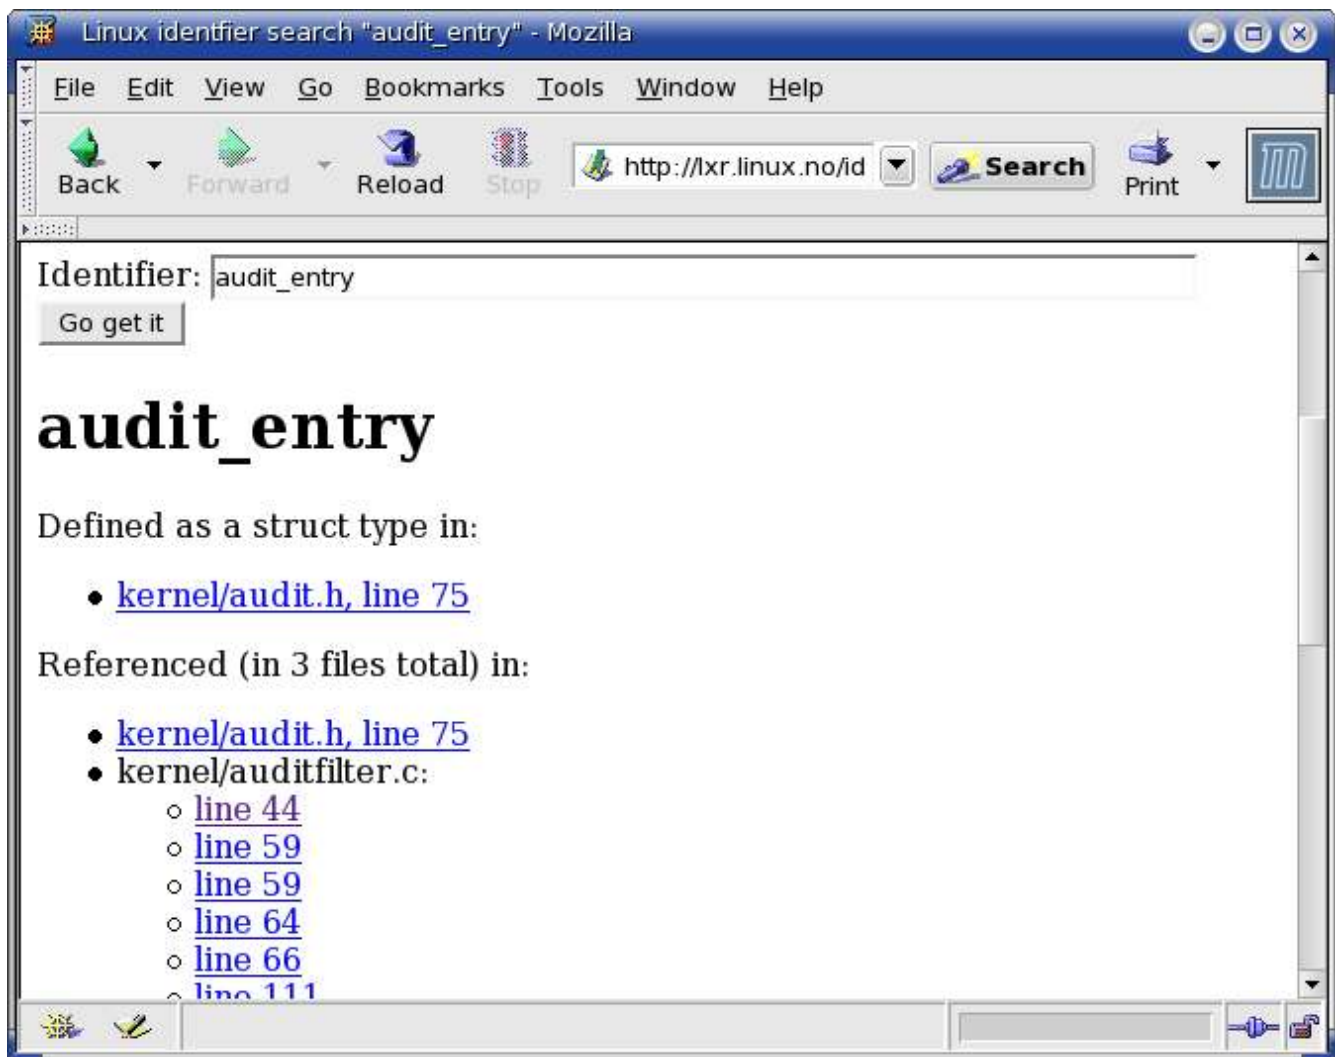 Linux identfier search "audit_entry" - Mozilla
File Edit View Go Bookmarks Tools Window Help
Back Forward Reload Stop http://lxr.linux.no/id Search Print
Identifier: audit_entry
Go get it
audit_entry
Defined as a struct type in:
kernel/audit.h, line 75
Referenced (in 3 files total) in:
kernel/audit.h, line 75
kernel/auditfilter.c:
line 44
line 59
line 59
line 64
line 66
line 111